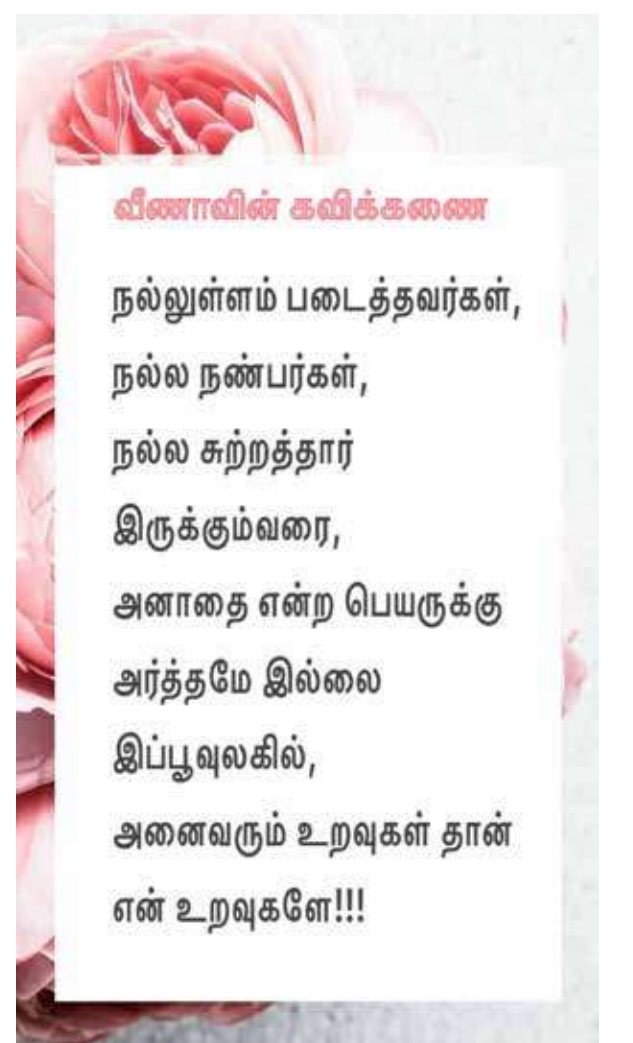 வீணாவின் கவிக்கணை
நல்லுள்ளம் படைத்தவர்கள்,
நல்ல நண்பர்கள்,
நல்ல சுற்றத்தார்
இருக்கும்வரை,
அனாதை என்ற பெயருக்கு
அர்த்தமே இல்லை
இப்பூவுலகில்,
அனைவரும் உறவுகள் தான்
என் உறவுகளே!!!